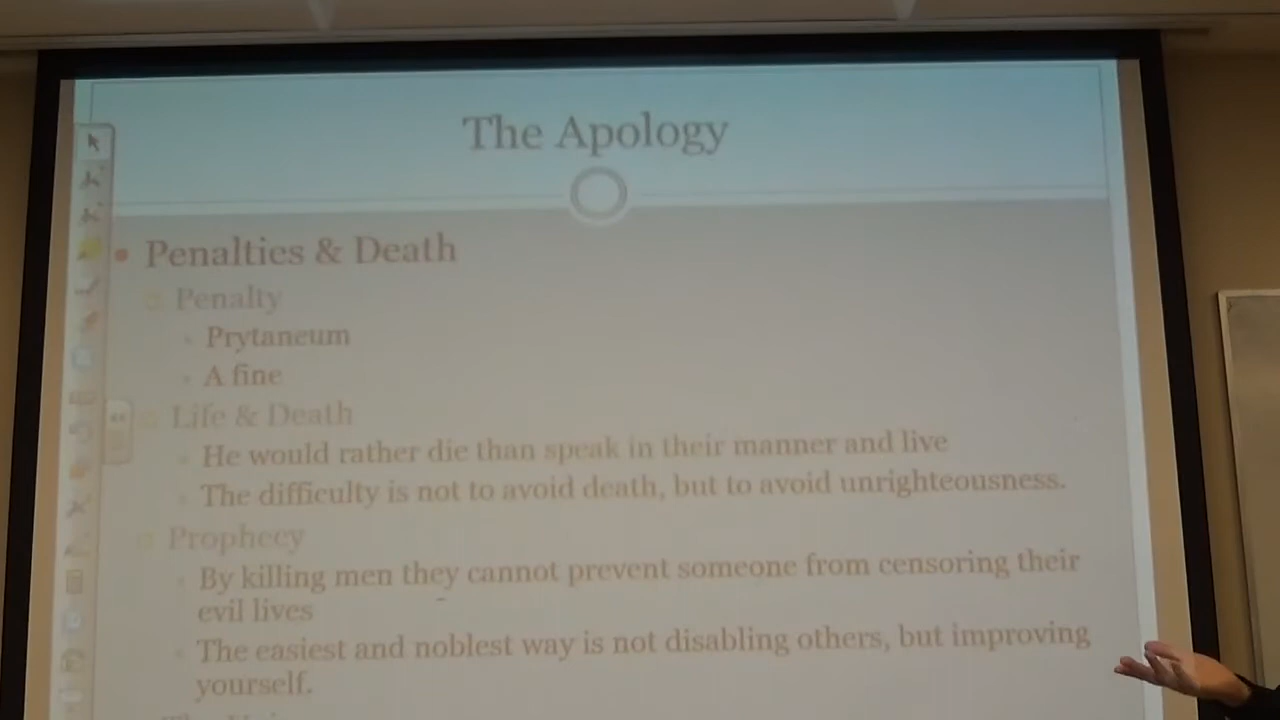 The Apology
Penalties & Death
Penalty
Prytaneum
A fine
Life & Death
He would rather die than speak in their manner and live
The difficulty is not to avoid death, but to avoid unrighteousness.
Prophecy
By killing men they cannot prevent someone from censoring their
evil lives
The easiest and noblest way is not disabling others, but improving
yourself.